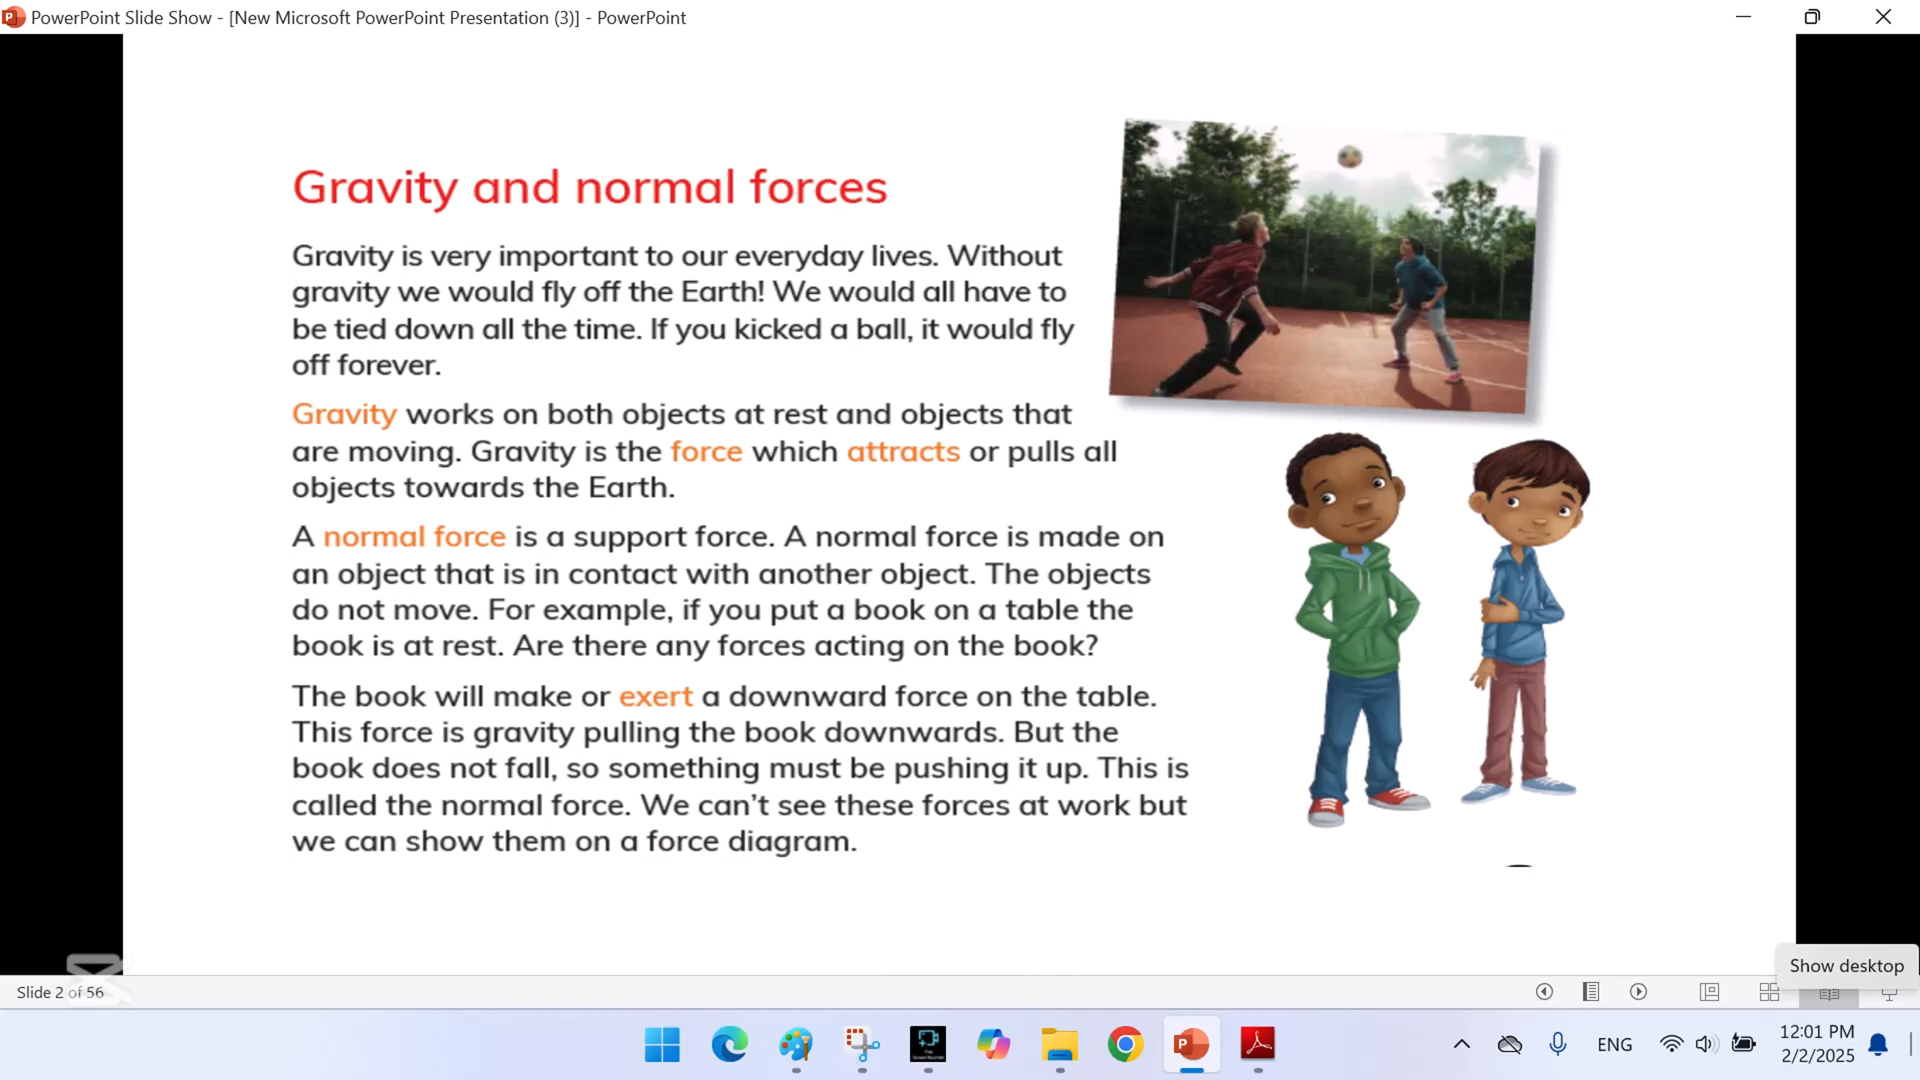 PowerPoint Slide Show - [New Microsoft PowerPoint Presentation (3)] - PowerPoint
Gravity and normal forces
Gravity is very important to our everyday lives. Without
gravity we would fly off the Earth! We would all have to
be tied down all the time. If you kicked a ball, it would fly
off forever.
Gravity works on both objects at rest and objects that
are moving. Gravity is the force which attracts or pulls all
objects towards the Earth.
A normal force is a support force. A normal force is made on
an object that is in contact with another object. The objects
do not move. For example, if you put a book on a table the
book is at rest. Are there any forces acting on the book?
The book will make or exert a downward force on the table.
This force is gravity pulling the book downwards. But the
book does not fall, so something must be pushing it up. This is
called the normal force. We can't see these forces at work but
we can show them on a force diagram.
Show desktop
Slide 2 of 56
ENG
12:01 PM
2/2/2025